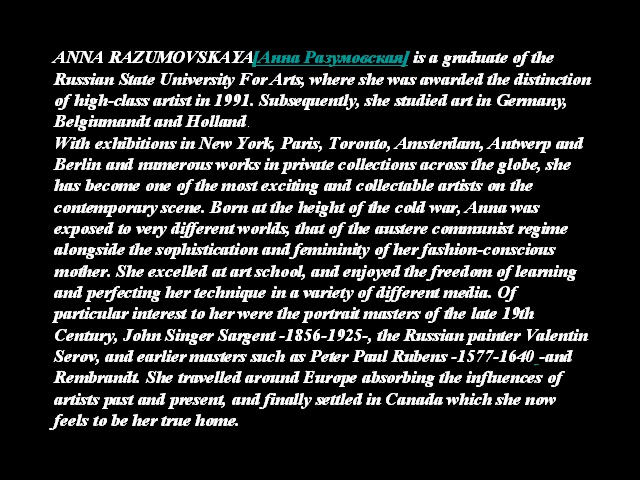 ANNA RAZUMOVSKAYA[Анна Разумовская] is a graduate of the
Russian State University For Arts, where she was awarded the distinction
of high-class artist in 1991. Subsequently, she studied art in Germany,
Belgiumandt and Holland.
With exhibitions in New York, Paris, Toronto, Amsterdam, Antwerp and
Berlin and numerous works in private collections across the globe, she
has become one of the most exciting and collectable artists on the
contemporary scene. Born at the height of the cold war, Anna was
exposed to very different worlds, that of the austere communist regime
alongside the sophistication and femininity of her fashion-conscious
mother. She excelled at art school, and enjoyed the freedom of learning
and perfecting her technique in a variety of different media. Of
particular interest to her were the portrait masters of the late 19th
Century, John Singer Sargent -1856-1925-, the Russian painter Valentin
Serov, and earlier masters such as Peter Paul Rubens -1577-1640 -and
Rembrandt. She travelled around Europe absorbing the influences of
artists past and present, and finally settled in Canada which she now
feels to be her true home.